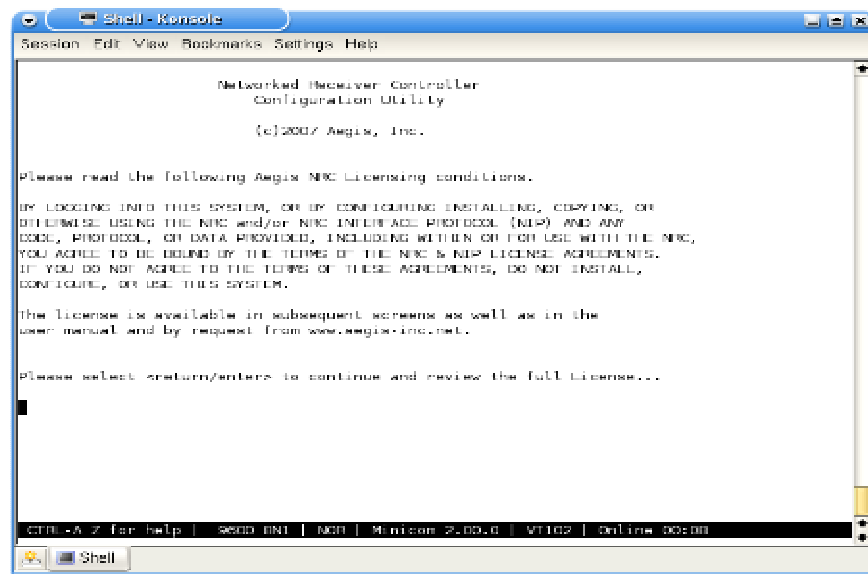 Shell - Konsole
Session Edit View Bookmarks Settings Help
Networked Receiver Controller
Configuration Utility
(c)2007 Aegis, Inc.
Please read the following Aegis NRC Licensing conditions.
BY LOGGING INTO THIS SYSTEM, OR BY CONFIGURING INSTALLING, COPYING, OR
OTHERWISE USING THE NRC and/or NRC INTERFACE PROTOCOL (NIP) AND ANY
CODE, PROTOCOL, OR DATA PROVIDED, INCLUDING WITHIN OR FOR USE WITH THE NRC,
YOU AGREE TO BE BOUND BY THE TERMS OF THE NRC & NIP LICENSE AGREEMENTS.
IF YOU DO NOT AGREE TO THE TERMS OF THESE AGREEMENTS, DO NOT INSTALL,
CONFIGURE, OR USE THIS SYSTEM.
The license is available in subsequent screens as well as in the
user manual and by request from www.aegis-inc.net.
Please select <return/enter> to continue and review the full License...
CTRL-A Z for help | 9600 8N1 | NOR | Minicom 2.00.0 | VT102 | Online 00:08
Shell